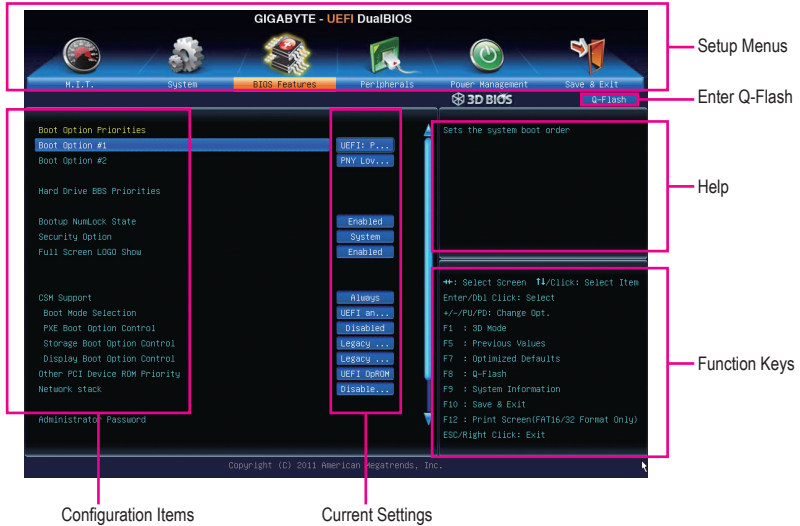 GIGABYTE - UEFI DualBIOS
Setup Menus
M.I.T.
System
BIOS Features
Peripherals
Power Management
Save & Exit
3D BIOS
Q-Flash
Enter Q-Flash
Boot Option Priorities
Boot Option #1 UEFI: P...
Boot Option #2 PNY Lov...
Hard Drive BBS Priorities
Bootup NumLock State Enabled
Security Option System
Full Screen LOGO Show Enabled
CSM Support Always
Boot Mode Selection UEFI an...
PXE Boot Option Control Disabled
Storage Boot Option Control Legacy ...
Display Boot Option Control Legacy ...
Other PCI Device ROM Priority UEFI OpROM
Network stack Disable...
Administrator Password
Sets the system boot order
Help
→←: Select Screen ↑↓/Click: Select Item
Enter/Dbl Click: Select
+/-/PU/PD: Change Opt.
F1 : 3D Mode
F5 : Previous Values
F7 : Optimized Defaults
F8 : Q-Flash
F9 : System Information
F10 : Save & Exit
F12 : Print Screen(FAT16/32 Format Only)
ESC/Right Click: Exit
Function Keys
Copyright (C) 2011 American Megatrends, Inc.
Configuration Items
Current Settings